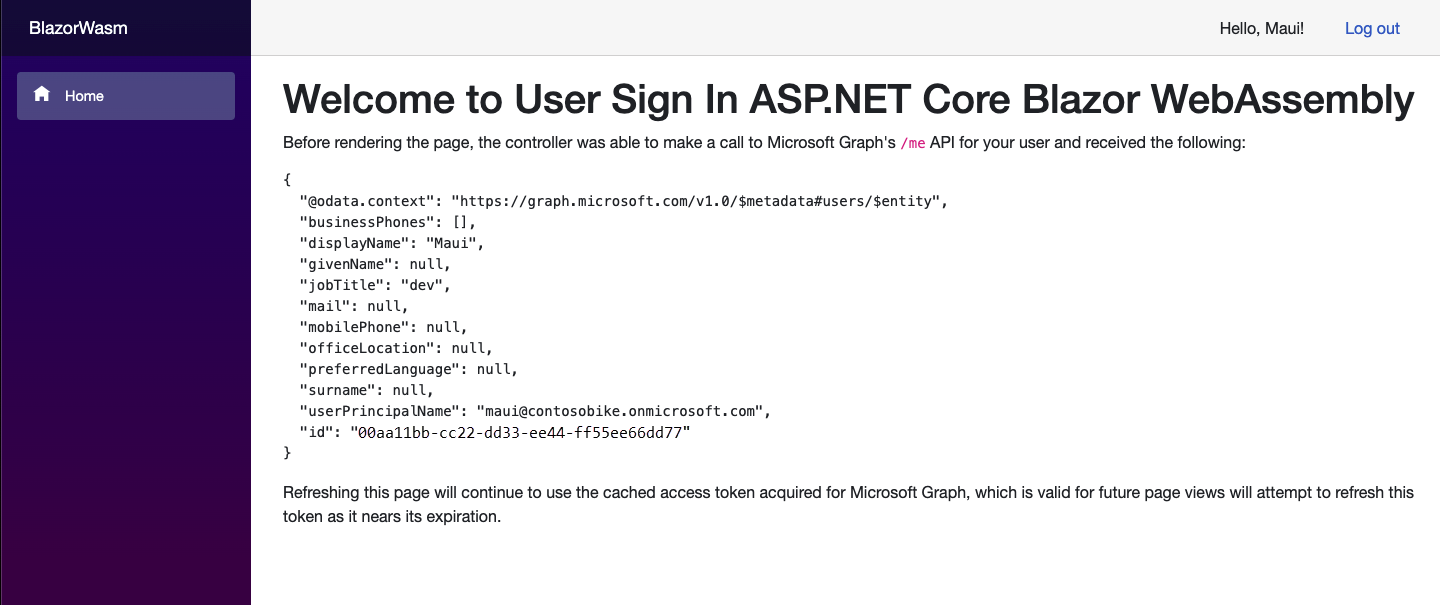 BlazorWasm
Hello, Maui!
Log out
Home
Welcome to User Sign In ASP.NET Core Blazor WebAssembly
Before rendering the page, the controller was able to make a call to Microsoft Graph's /me API for your user and received the following:
{
  "@odata.context": "https://graph.microsoft.com/v1.0/$metadata#users/$entity",
  "businessPhones": [],
  "displayName": "Maui",
  "givenName": null,
  "jobTitle": "dev",
  "mail": null,
  "mobilePhone": null,
  "officeLocation": null,
  "preferredLanguage": null,
  "surname": null,
  "userPrincipalName": "maui@contosobike.onmicrosoft.com",
  "id": "00aa11bb-cc22-dd33-ee44-ff55ee66dd77"
}
Refreshing this page will continue to use the cached access token acquired for Microsoft Graph, which is valid for future page views will attempt to refresh this
token as it nears its expiration.